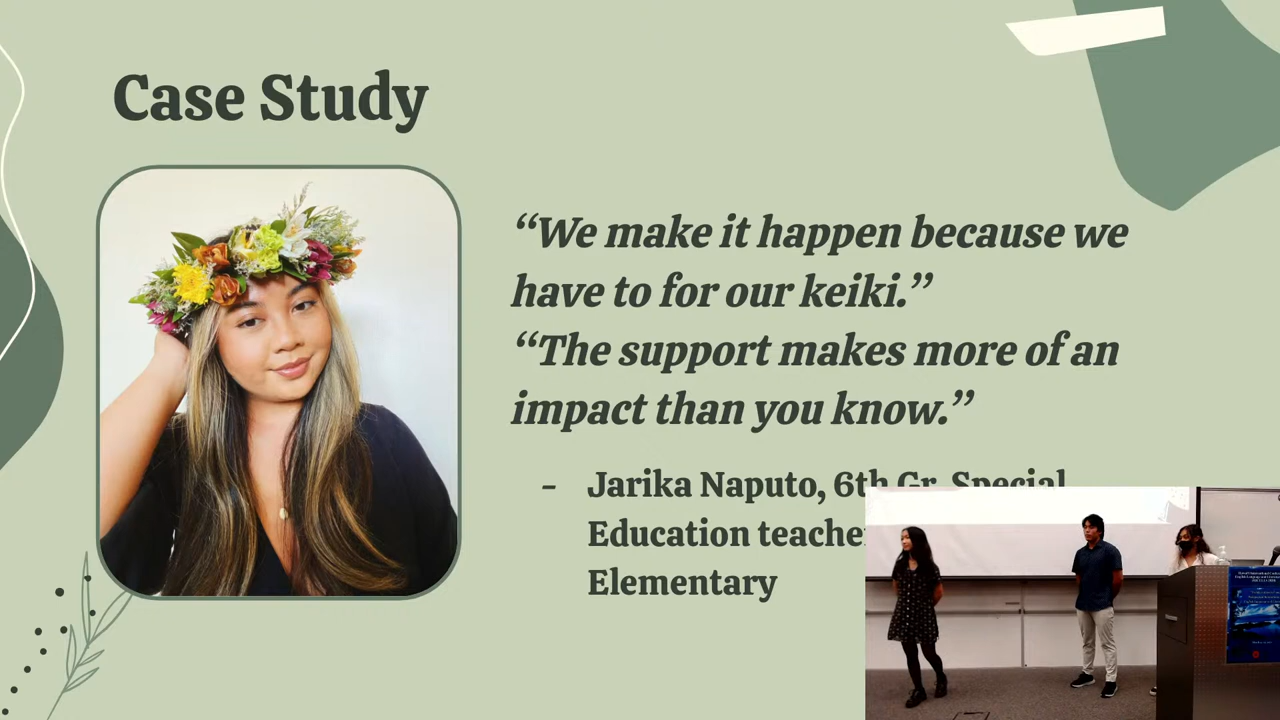 Case Study
“We make it happen because we
have to for our keiki.”
“The support makes more of an
impact than you know.”
- Jarika Naputo, 6th Gr. Special
Education teacher
Elementary